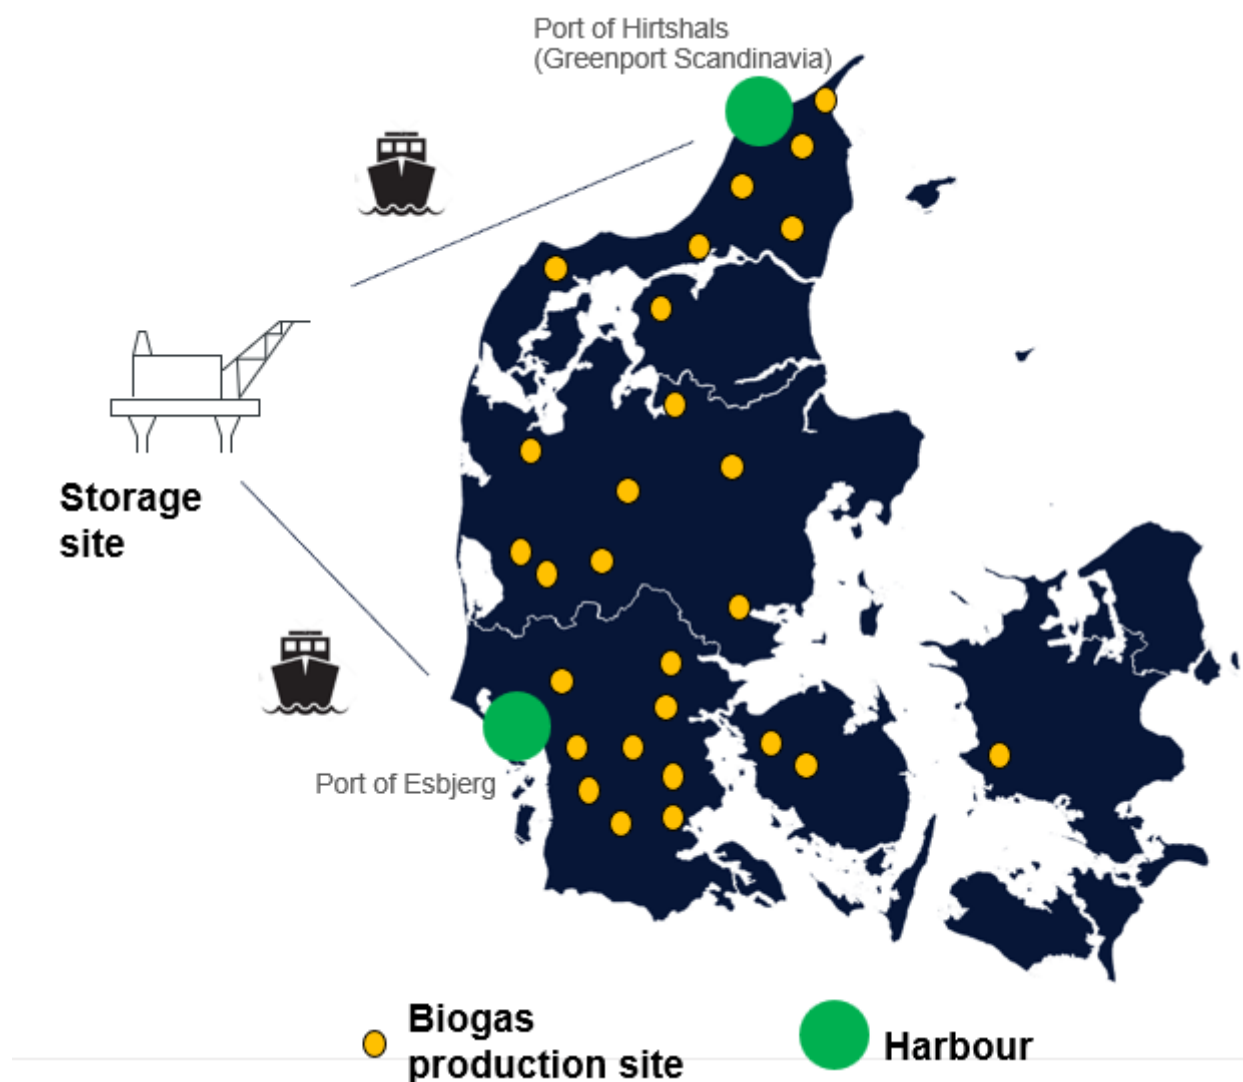 Port of Hirtshals
(Greenport Scandinavia)
Storage
site
Port of Esbjerg
Biogas
production site
Harbour